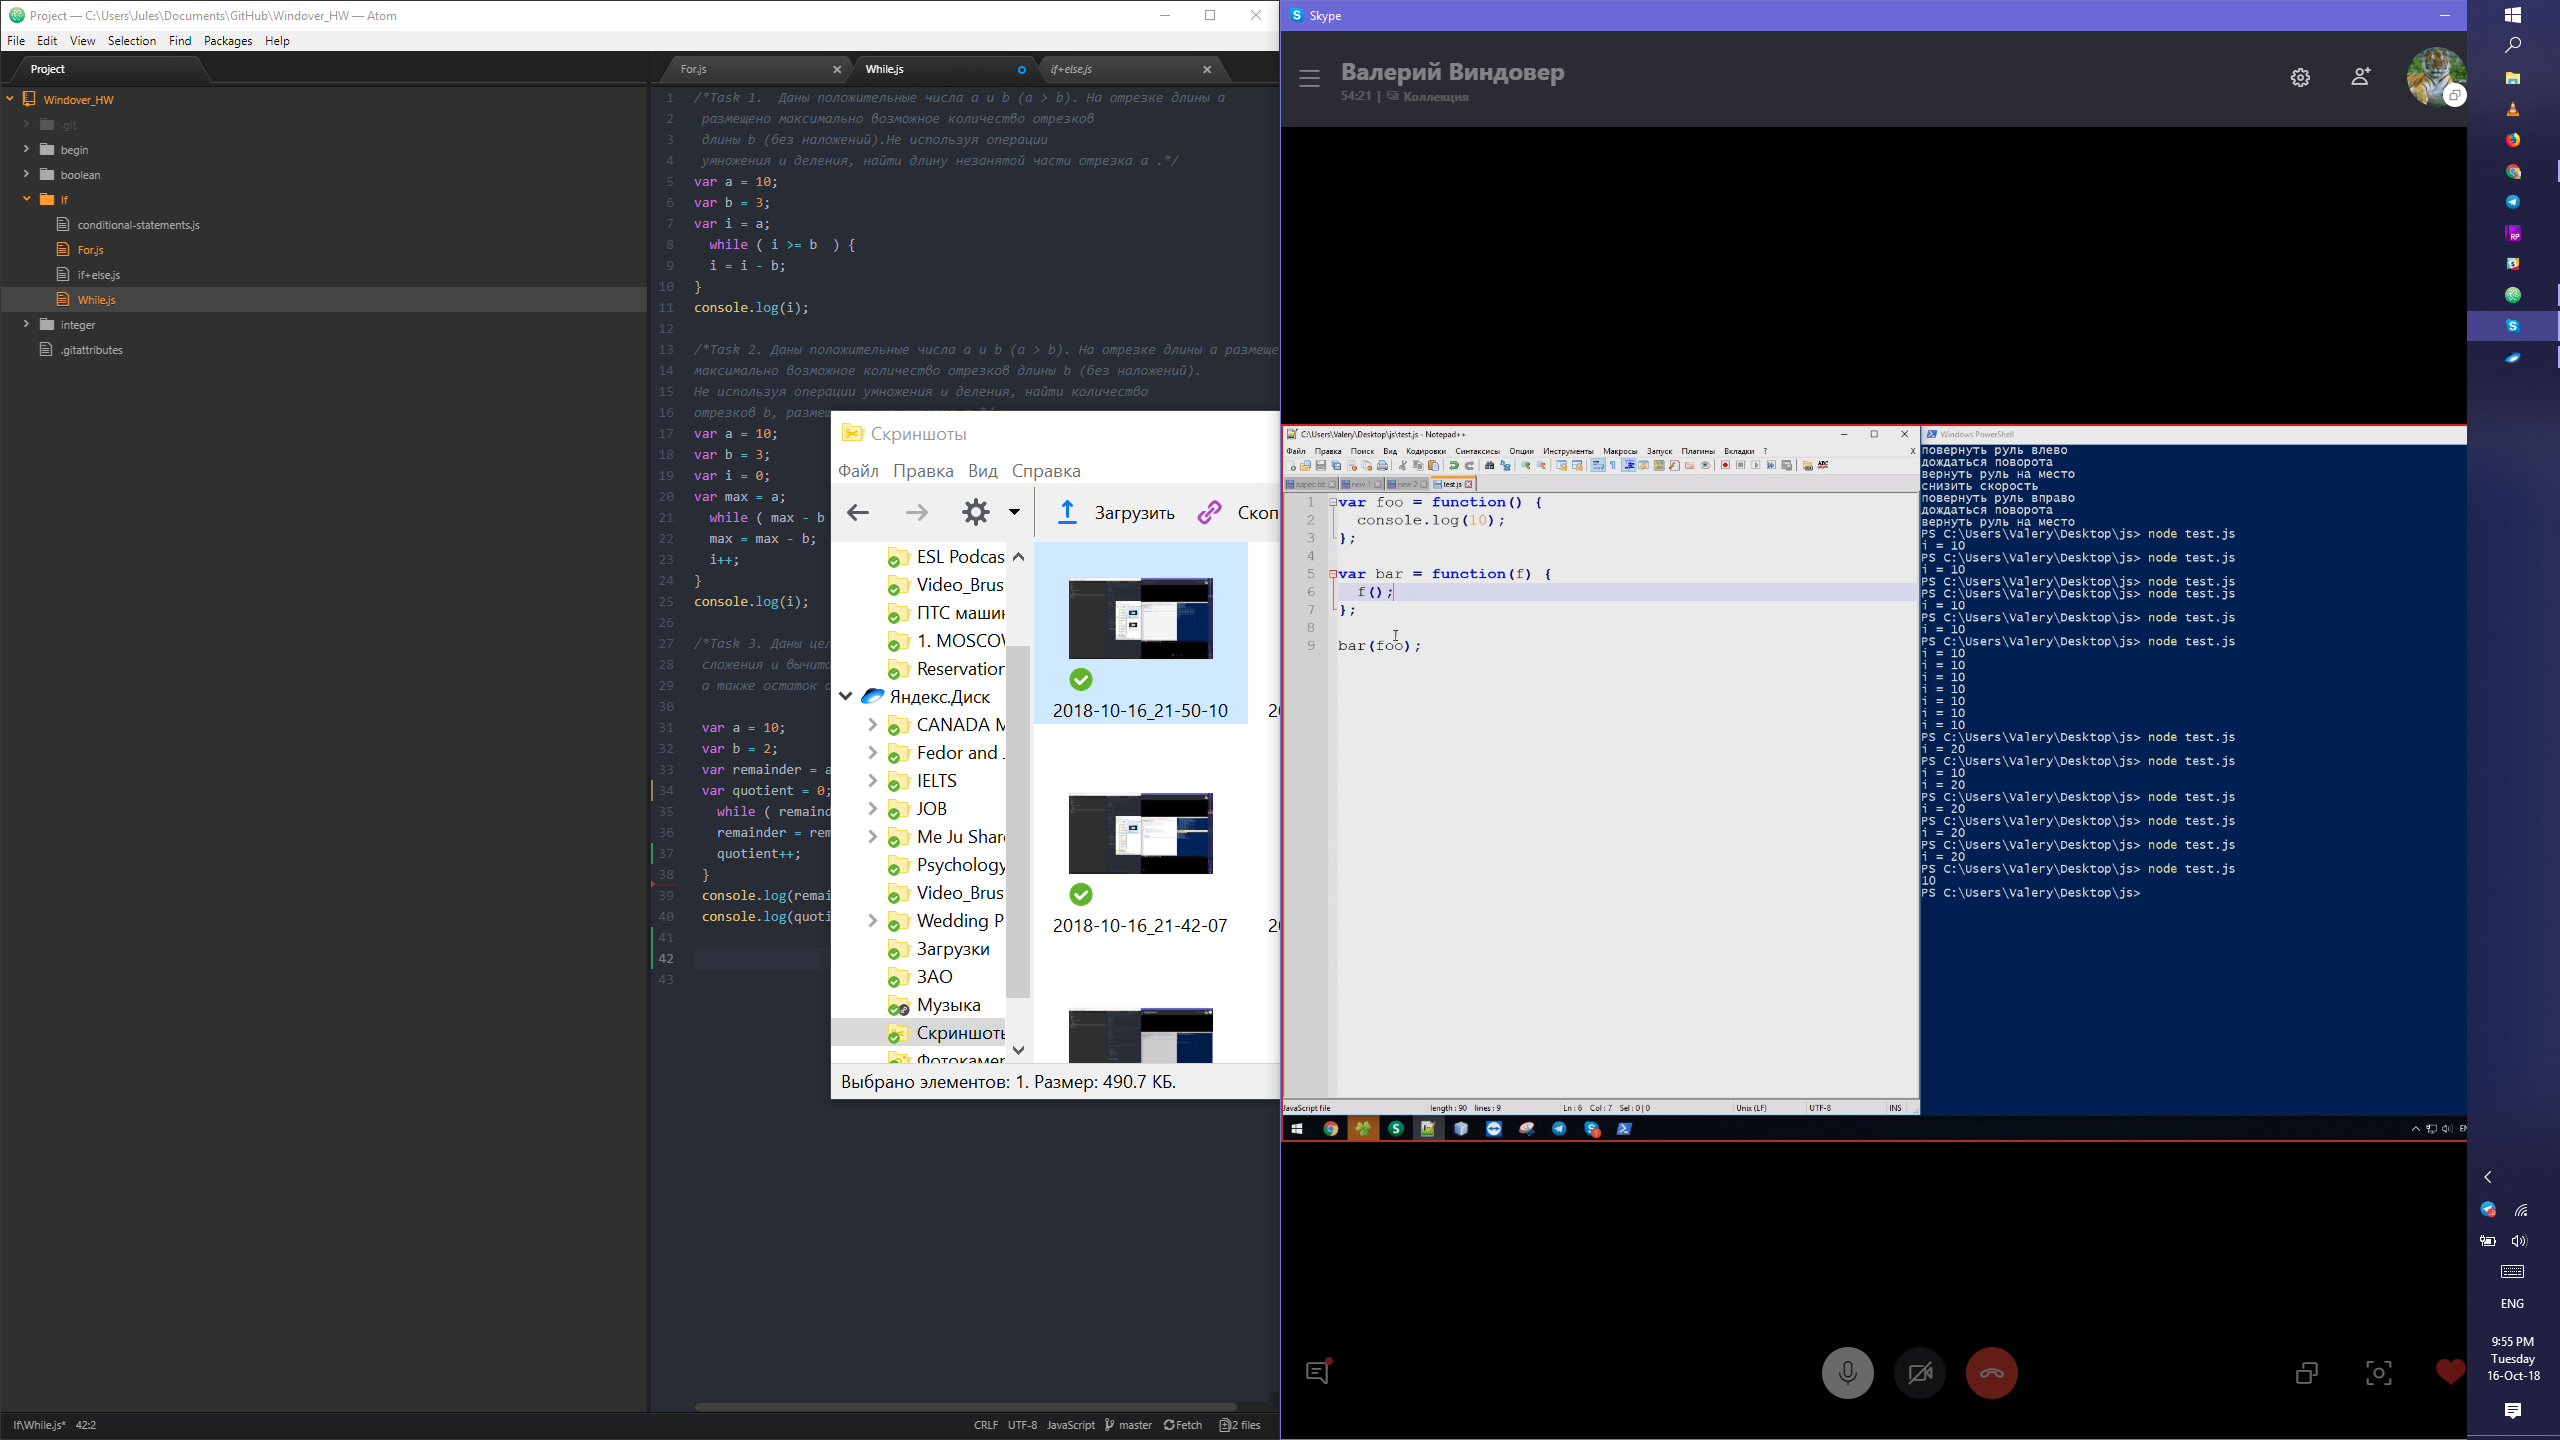 Project — C:\Users\Jules\Documents\GitHub\Windover_HW — Atom
File Edit View Selection Find Packages Help
Project
Windover_HW
.git
begin
boolean
If
conditional-statements.js
For.js
if+else.js
While.js
integer
.gitattributes
For.js While.js if+else.js
1 /*Task 1. Даны положительные числа a и b (a > b). На отрезке длины a
2 размещено максимально возможное количество отрезков
3 длины b (без наложений).Не используя операции
4 умножения и деления, найти длину незанятой части отрезка a .*/
5 var a = 10;
6 var b = 3;
7 var i = a;
8 while ( i >= b ) {
9 i = i - b;
10 }
11 console.log(i);
12
13 /*Task 2. Даны положительные числа a и b (a > b). На отрезке длины a размеще
14 максимально возможное количество отрезков длины b (без наложений).
15 Не используя операции умножения и деления, найти количество
16 отрезков b,
17 var a = 10;
18 var b = 3;
19 var i = 0;
20 var max = a;
21 while ( max - b
22 max = max - b;
23 i++;
24 }
25 console.log(i);
26
27 /*Task 3. Даны цел
28 сложения и вычита
29 а также остаток о
30
31 var a = 10;
32 var b = 2;
33 var remainder = a
34 var quotient = 0;
35 while ( remaind
36 remainder = rem
37 quotient++;
38 }
39 console.log(remai
40 console.log(quoti
41
42
43
If\While.js* 42:2
CRLF UTF-8 JavaScript master Fetch 2 files
Скриншоты
Файл Правка Вид Справка
Загрузить Скоп
ESL Podcas
Video_Brus
ПТС машин
1. MOSCOV
Reservation
Яндекс.Диск
CANADA M
Fedor and
IELTS
JOB
Me Ju Shar
Psychology
Video_Brus
Wedding P
Загрузки
ЗАО
Музыка
Скриншоты
Фотокамер
2018-10-16_21-50-10
2018-10-16_21-42-07
Выбрано элементов: 1. Размер: 490.7 КБ.
Skype
Валерий Виндовер
54:21 | Коллекция
C:\Users\Valery\Desktop\js\test.js - Notepad++
Файл Правка Поиск Вид Кодировки Синтаксисы Опции Инструменты Макросы Запуск Плагины Вкладки ? X
адрес.txt new 1 new 2 test.js
1 var foo = function() {
2 console.log(10);
3 };
4
5 var bar = function(f) {
6 f();
7 };
8
9 bar(foo);
JavaScript file length : 90 lines : 9 Ln : 6 Col : 7 Sel : 0 | 0 Unix (LF) UTF-8 INS
Windows PowerShell
повернуть руль влево
дождаться поворота
вернуть руль на место
снизить скорость
повернуть руль вправо
дождаться поворота
вернуть руль на место
PS C:\Users\Valery\Desktop\js> node test.js
i = 10
PS C:\Users\Valery\Desktop\js> node test.js
i = 10
PS C:\Users\Valery\Desktop\js> node test.js
PS C:\Users\Valery\Desktop\js> node test.js
i = 10
PS C:\Users\Valery\Desktop\js> node test.js
i = 10
PS C:\Users\Valery\Desktop\js> node test.js
i = 10
i = 10
i = 10
i = 10
i = 10
i = 10
i = 10
PS C:\Users\Valery\Desktop\js> node test.js
i = 20
PS C:\Users\Valery\Desktop\js> node test.js
i = 10
i = 20
PS C:\Users\Valery\Desktop\js> node test.js
i = 20
PS C:\Users\Valery\Desktop\js> node test.js
i = 20
PS C:\Users\Valery\Desktop\js> node test.js
i = 20
PS C:\Users\Valery\Desktop\js> node test.js
10
PS C:\Users\Valery\Desktop\js>
ENG
9:55 PM
Tuesday
16-Oct-18